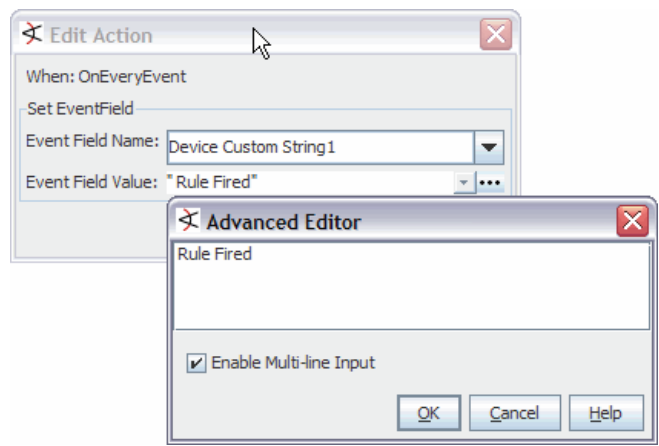 Edit Action
When: OnEveryEvent
Set EventField
Event Field Name: Device Custom String1
Event Field Value: " Rule Fired"
Advanced Editor
Rule Fired
Enable Multi-line Input
OK Cancel Help